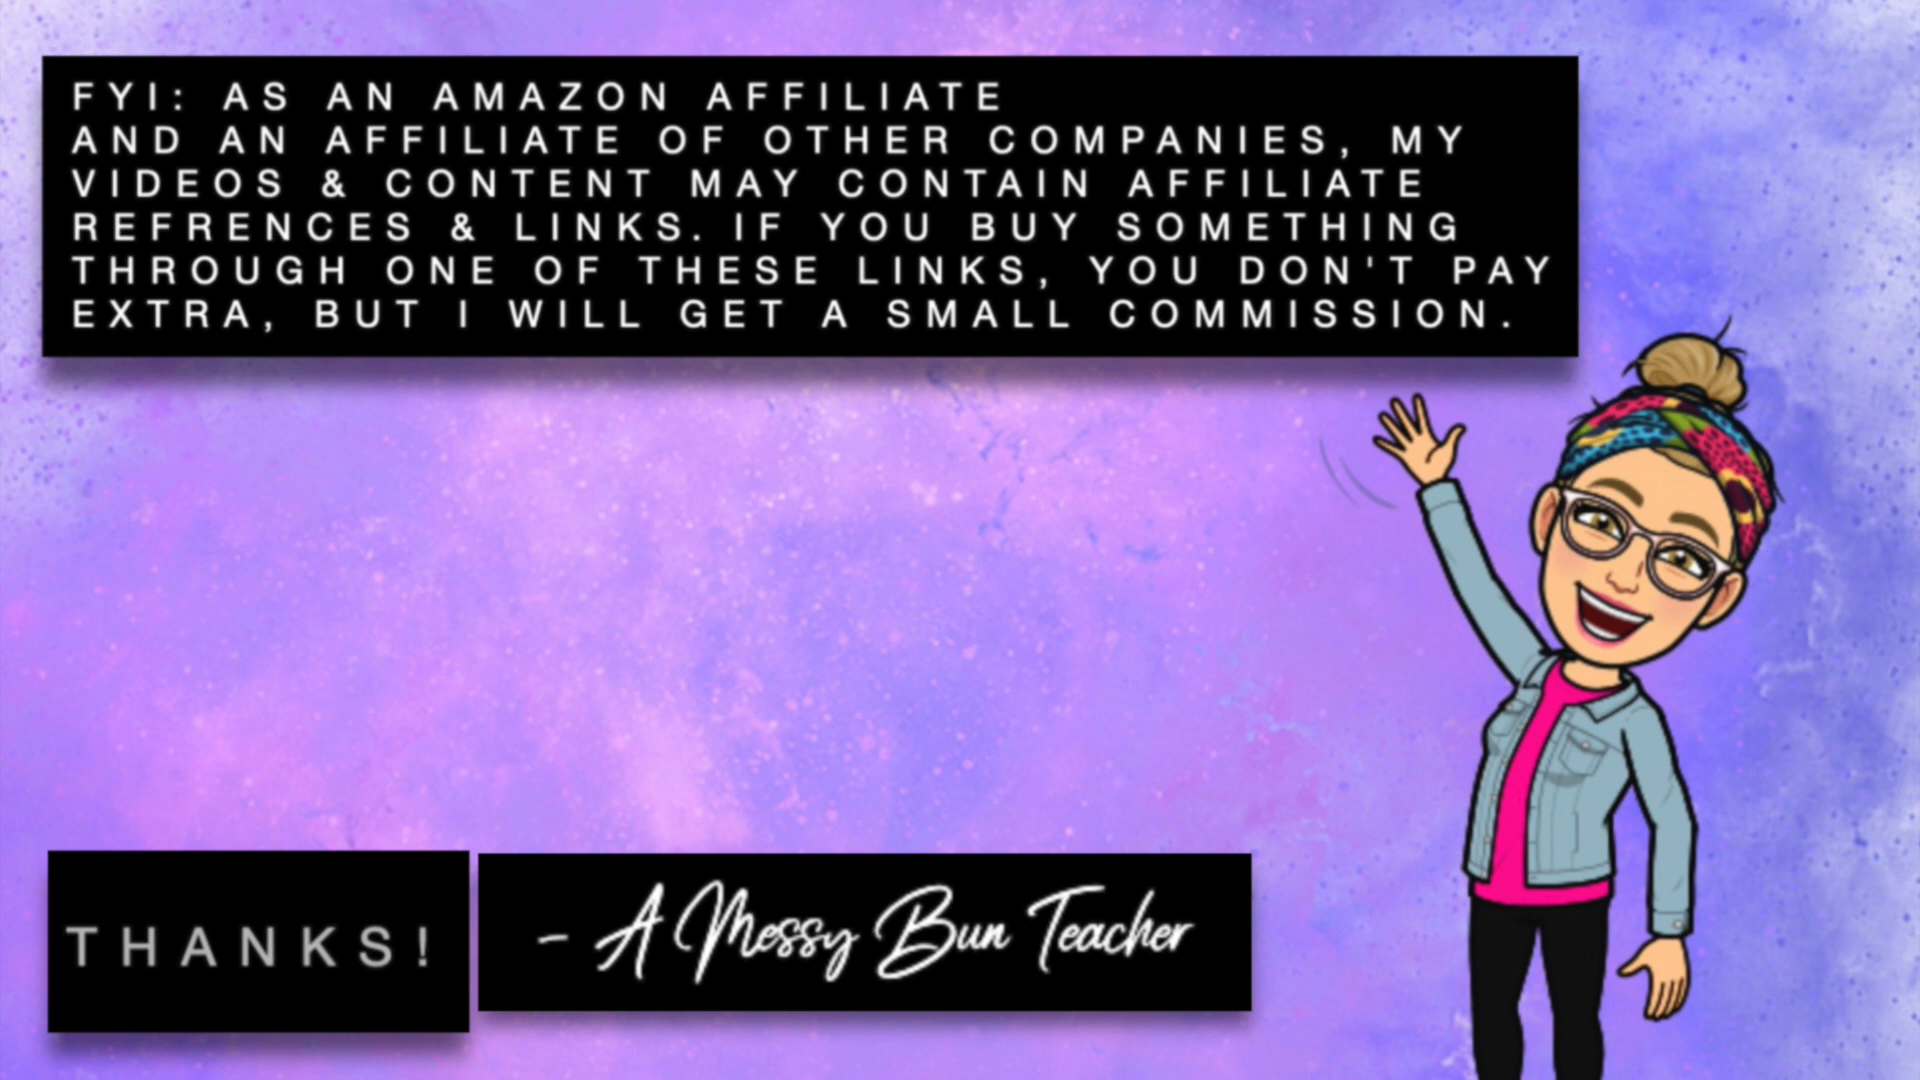 FYI: AS AN AMAZON AFFILIATE
AND AN AFFILIATE OF OTHER COMPANIES, MY
VIDEOS & CONTENT MAY CONTAIN AFFILIATE
REFRENCES & LINKS. IF YOU BUY SOMETHING
THROUGH ONE OF THESE LINKS, YOU DON'T PAY
EXTRA, BUT I WILL GET A SMALL COMMISSION.
THANKS!
- A Messy Bun Teacher